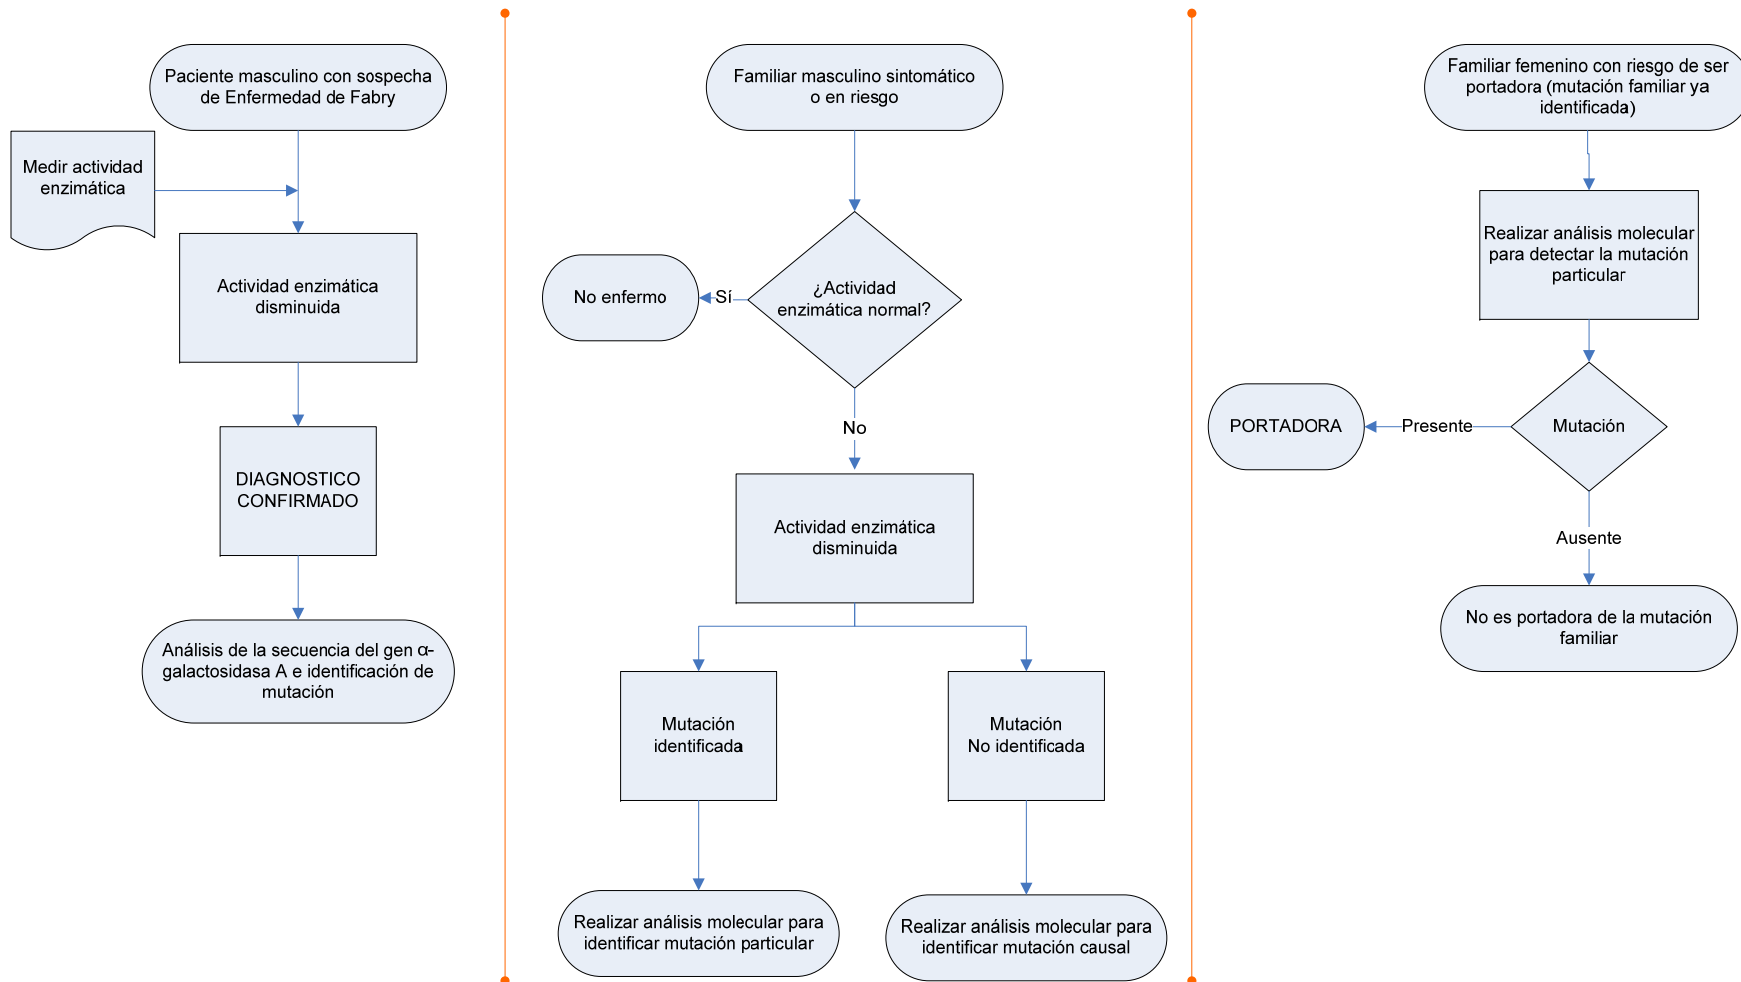 Paciente masculino con sospecha
de Enfermedad de Fabry
Medir actividad
enzimática
Actividad enzimática
disminuida
DIAGNOSTICO
CONFIRMADO
Análisis de la secuencia del gen α-
galactosidasa A e identificación de
mutación
Familiar masculino sintomático
o en riesgo
¿Actividad
enzimática normal?
Sí
No enfermo
No
Actividad enzimática
disminuida
Mutación
identificada
Mutación
No identificada
Realizar análisis molecular para
identificar mutación particular
Realizar análisis molecular para
identificar mutación causal
Familiar femenino con riesgo de ser
portadora (mutación familiar ya
identificada)
Realizar análisis molecular
para detectar la mutación
particular
Mutación
Presente
PORTADORA
Ausente
No es portadora de la mutación
familiar